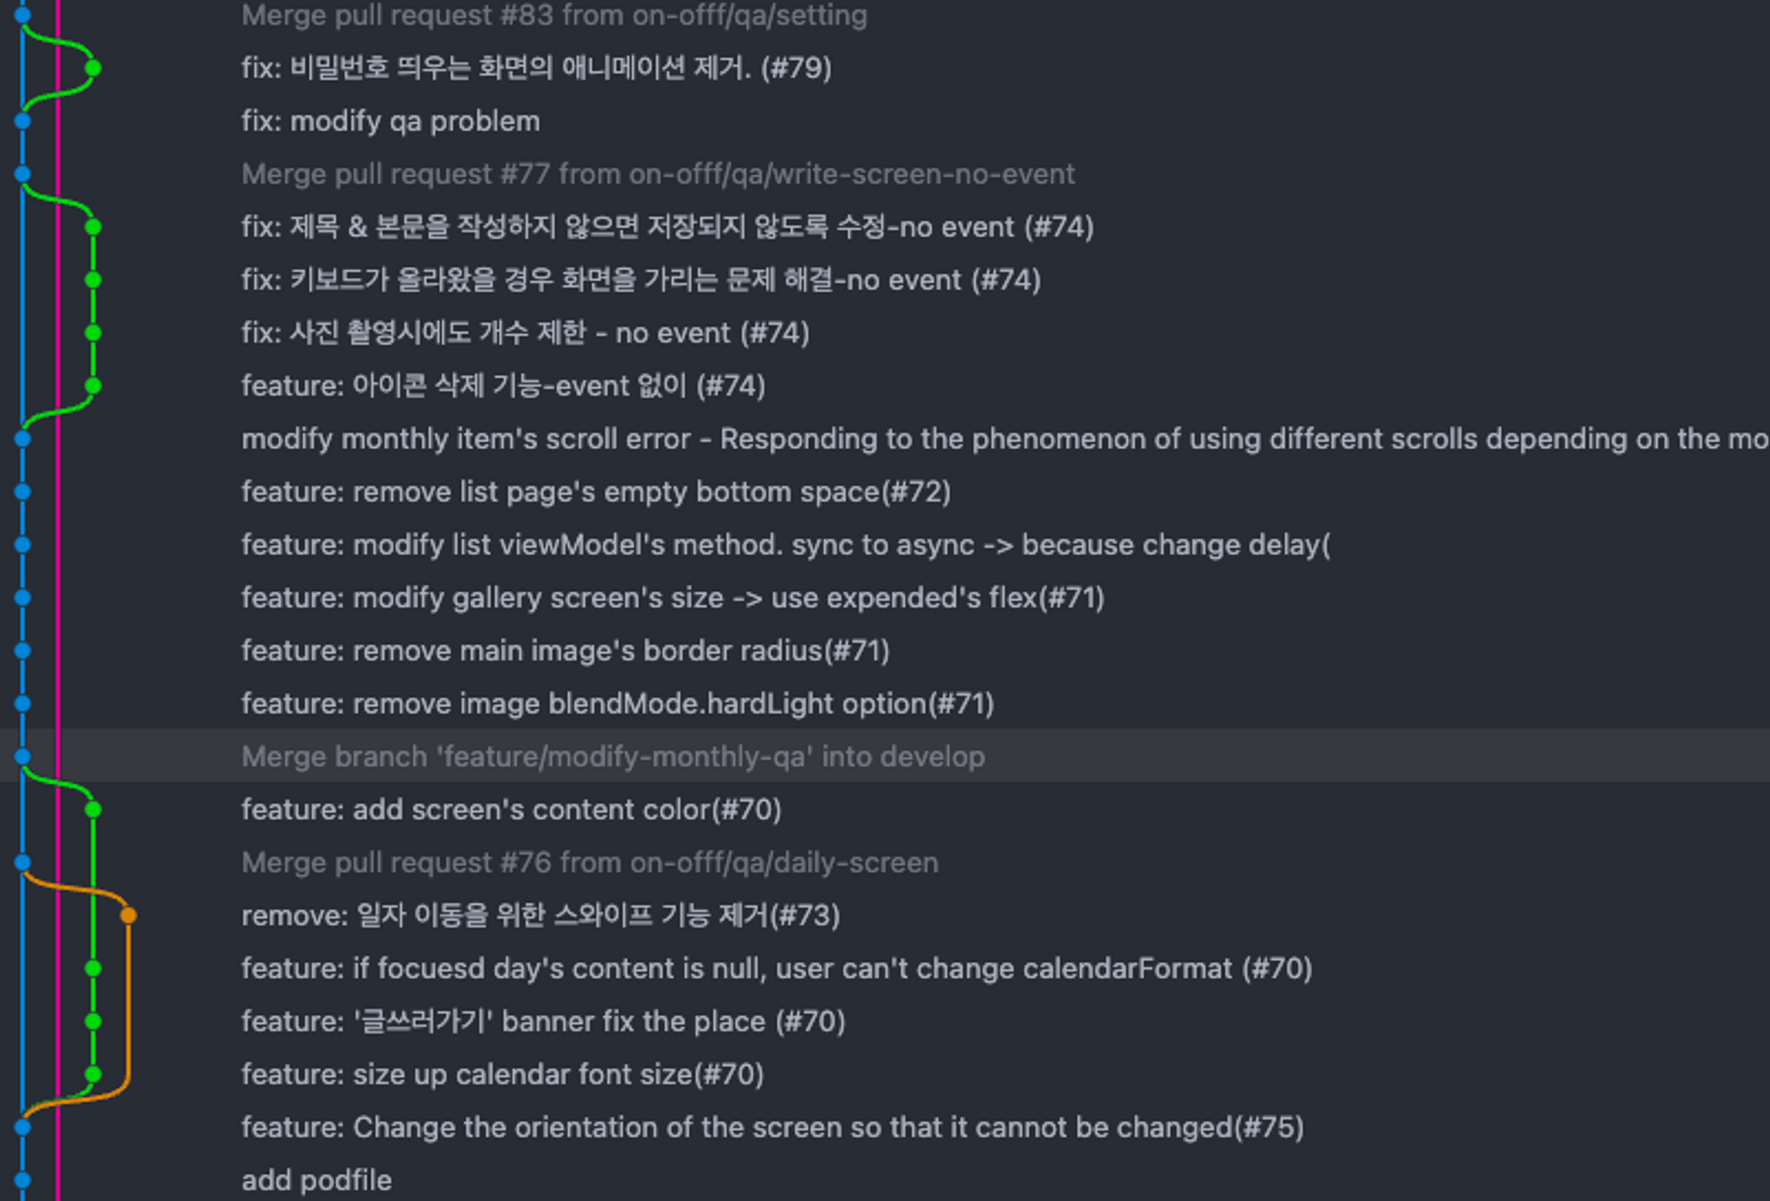 Merge pull request #83 from on-offf/qa/setting
fix: 비밀번호 띄우는 화면의 애니메이션 제거. (#79)
fix: modify qa problem
Merge pull request #77 from on-offf/qa/write-screen-no-event
fix: 제목 & 본문을 작성하지 않으면 저장되지 않도록 수정-no event (#74)
fix: 키보드가 올라왔을 경우 화면을 가리는 문제 해결-no event (#74)
fix: 사진 촬영시에도 개수 제한 - no event (#74)
feature: 아이콘 삭제 기능-event 없이 (#74)
modify monthly item's scroll error - Responding to the phenomenon of using different scrolls depending on the mo
feature: remove list page's empty bottom space(#72)
feature: modify list viewModel's method. sync to async -> because change delay(
feature: modify gallery screen's size -> use expended's flex(#71)
feature: remove main image's border radius(#71)
feature: remove image blendMode.hardLight option(#71)
Merge branch 'feature/modify-monthly-qa' into develop
feature: add screen's content color(#70)
Merge pull request #76 from on-offf/qa/daily-screen
remove: 일자 이동을 위한 스와이프 기능 제거(#73)
feature: if focuesd day's content is null, user can't change calendarFormat (#70)
feature: '글쓰러가기' banner fix the place (#70)
feature: size up calendar font size(#70)
feature: Change the orientation of the screen so that it cannot be changed(#75)
add podfile